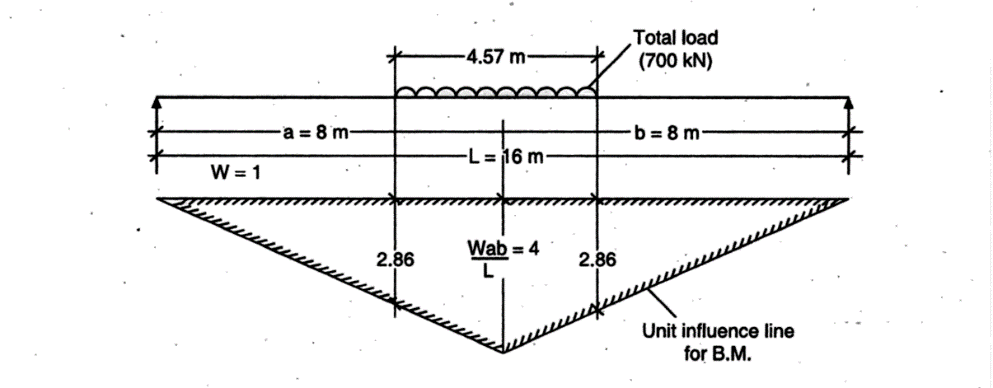 4.57 m
Total load
(700 kN)
a = 8 m
b = 8 m
L = 16 m
W = 1
2.86
Wab = 4
L
2.86
Unit influence line
for B.M.